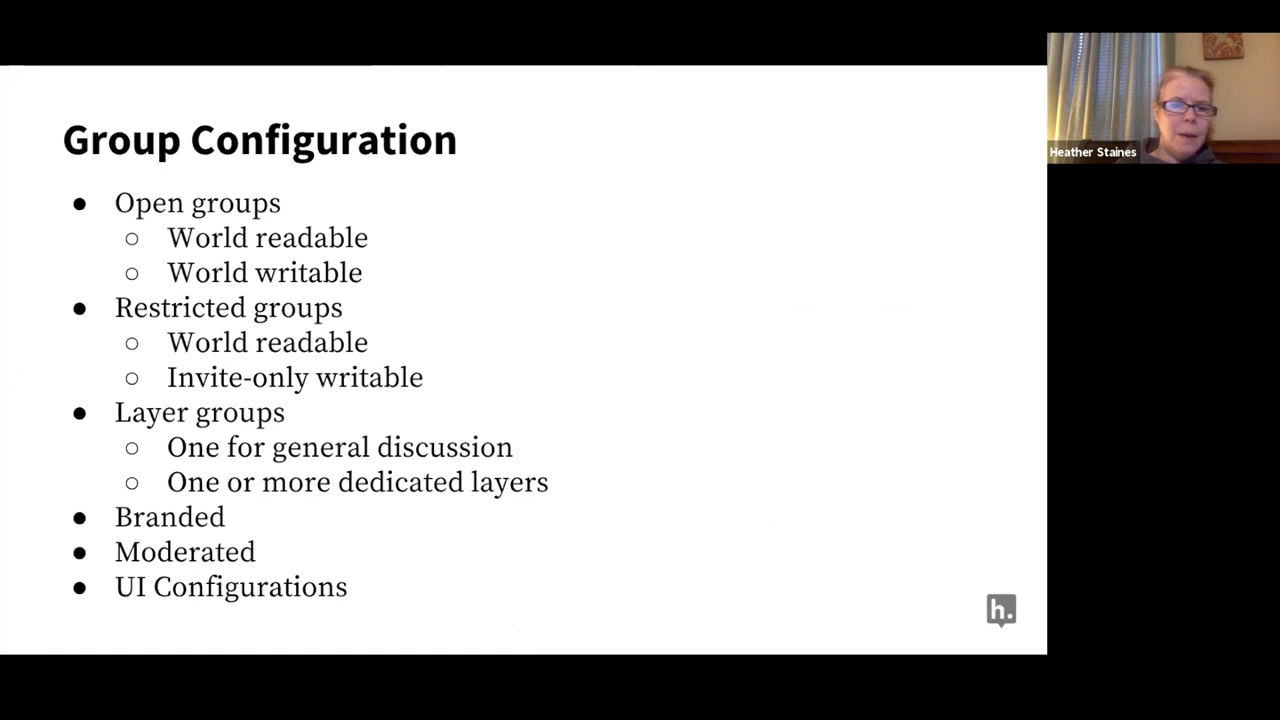 Group Configuration
● Open groups
○ World readable
○ World writable
● Restricted groups
○ World readable
○ Invite-only writable
● Layer groups
○ One for general discussion
○ One or more dedicated layers
● Branded
● Moderated
● UI Configurations
h.
Heather Staines